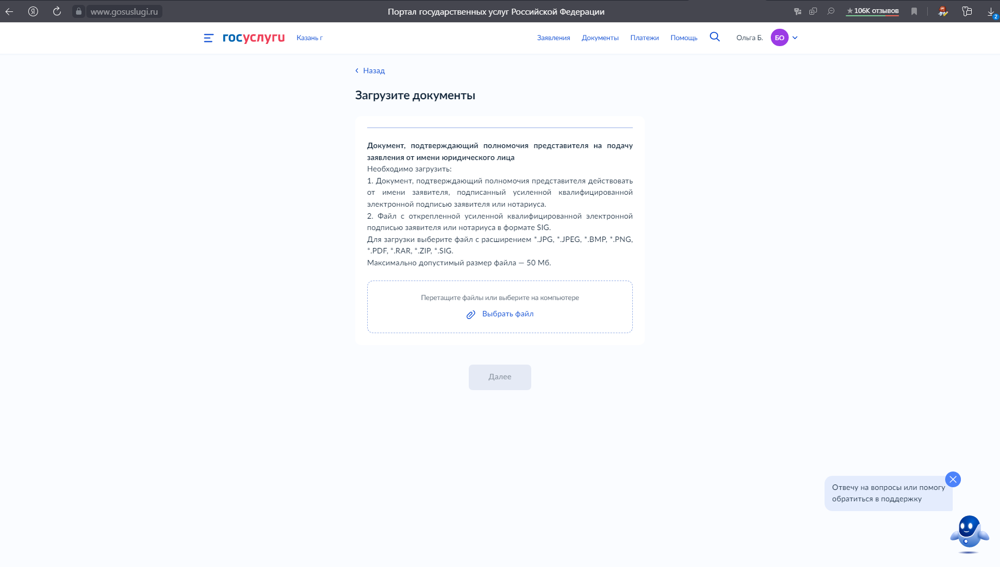 Я
www.gosuslugi.ru
Портал государственных услуг Российской Федерации
★106K отзывов
2
госуслуги
Казань г
Заявления
Документы
Платежи
Помощь
Ольга Б.
БО
Назад
Загрузите документы
Документ, подтверждающий полномочия представителя на подачу
заявления от имени юридического лица
Необходимо загрузить:
1. Документ, подтверждающий полномочия представителя действовать
от имени заявителя, подписанный усиленной квалифицированной
электронной подписью заявителя или нотариуса.
2. Файл с открепленной усиленной квалифицированной электронной
подписью заявителя или нотариуса в формате SIG.
Для загрузки выберите файл с расширением *.JPG, *.JPEG, *.BMP, *.PNG,
*.PDF, *.RAR, *.ZIP, *.SIG.
Максимально допустимый размер файла — 50 Мб.
Перетащите файлы или выберите на компьютере
Выбрать файл
Далее
Отвечу на вопросы или помогу
обратиться в поддержку